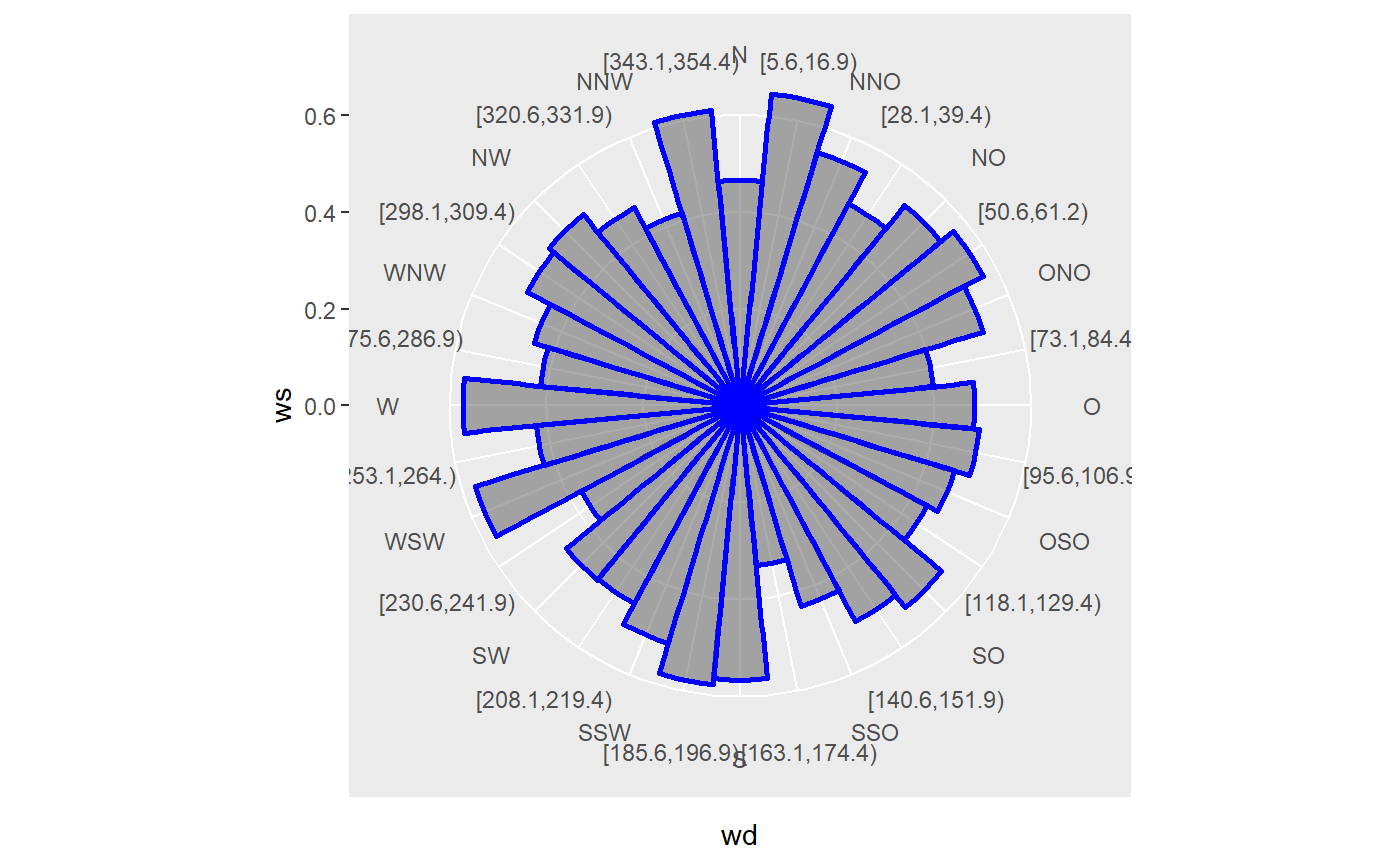 N
[343.1,354.4) [5.6,16.9)
NNW NNO
[320.6,331.9) [28.1,39.4)
0.6
NW NO
[298.1,309.4) [50.6,61.2)
0.4
WNW ONO
0.2
75.6,286.9) [73.1,84.4
ws
0.0
W O
253.1,264.) [95.6,106.9
WSW OSO
[230.6,241.9) [118.1,129.4)
SW SO
[208.1,219.4) [140.6,151.9)
SSW SSO
[185.6,196.9) [163.1,174.4)
S
wd